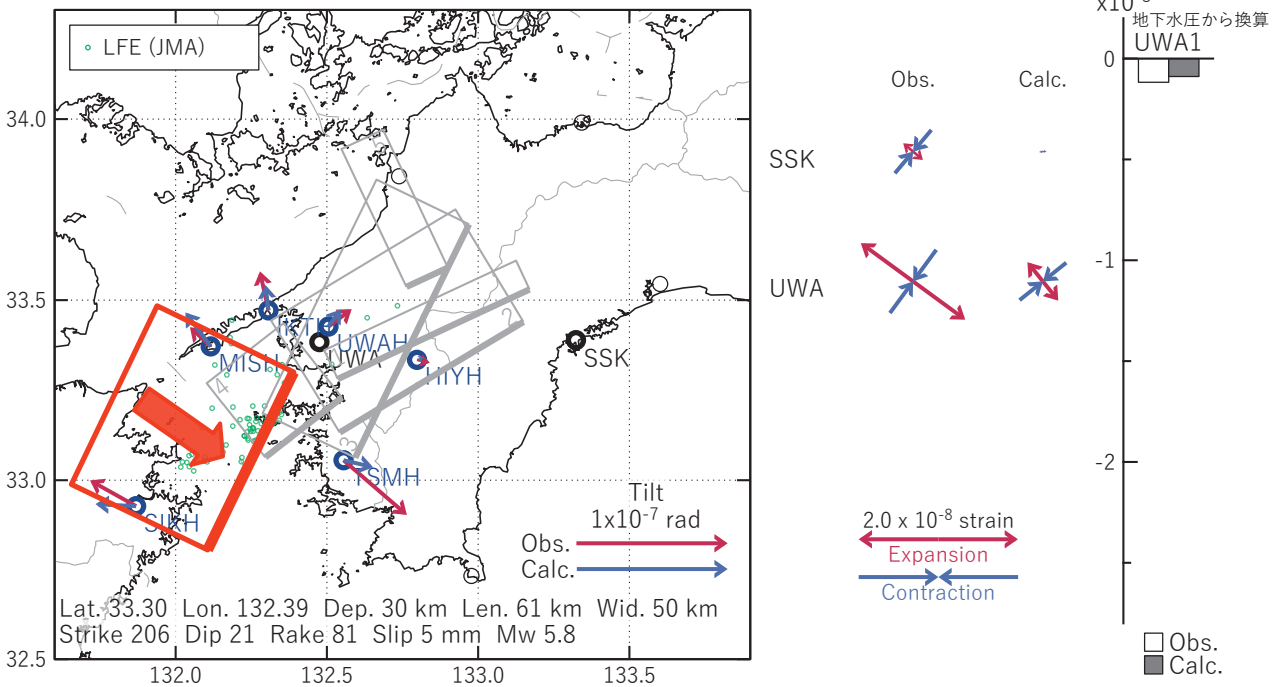 LFE (JMA)
34.0
33.5
33.0
32.5
132.0
132.5
133.0
133.5
MISH
UWAH
UWA
HIYH
SSK
TSMH
SIKH
4
2
3
Tilt
1x10⁻⁷ rad
Obs.
Calc.
Lat. 33.30 Lon. 132.39 Dep. 30 km Len. 61 km Wid. 50 km
Strike 206 Dip 21 Rake 81 Slip 5 mm Mw 5.8
Obs. Calc.
SSK
UWA
2.0 x 10⁻⁸ strain
Expansion
Contraction
地下水圧から換算
UWA1
0
-1
-2
Obs.
Calc.